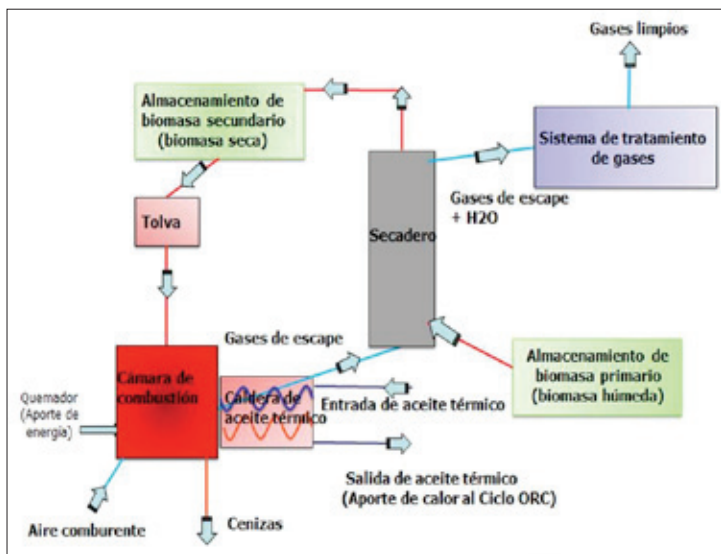 Gases limpios
Almacenamiento de
biomasa secundario
(biomasa seca)
Sistema de tratamiento
de gases
Gases de escape
+ H2O
Tolva
Secadero
Gases de escape
Almacenamiento de
biomasa primario
(biomasa húmeda)
Cámara de
combustión
Caldera de
aceite térmico
Entrada de aceite térmico
Quemador
(Aporte de
energía)
Salida de aceite térmico
(Aporte de calor al Ciclo ORC)
Aire comburente
Cenizas